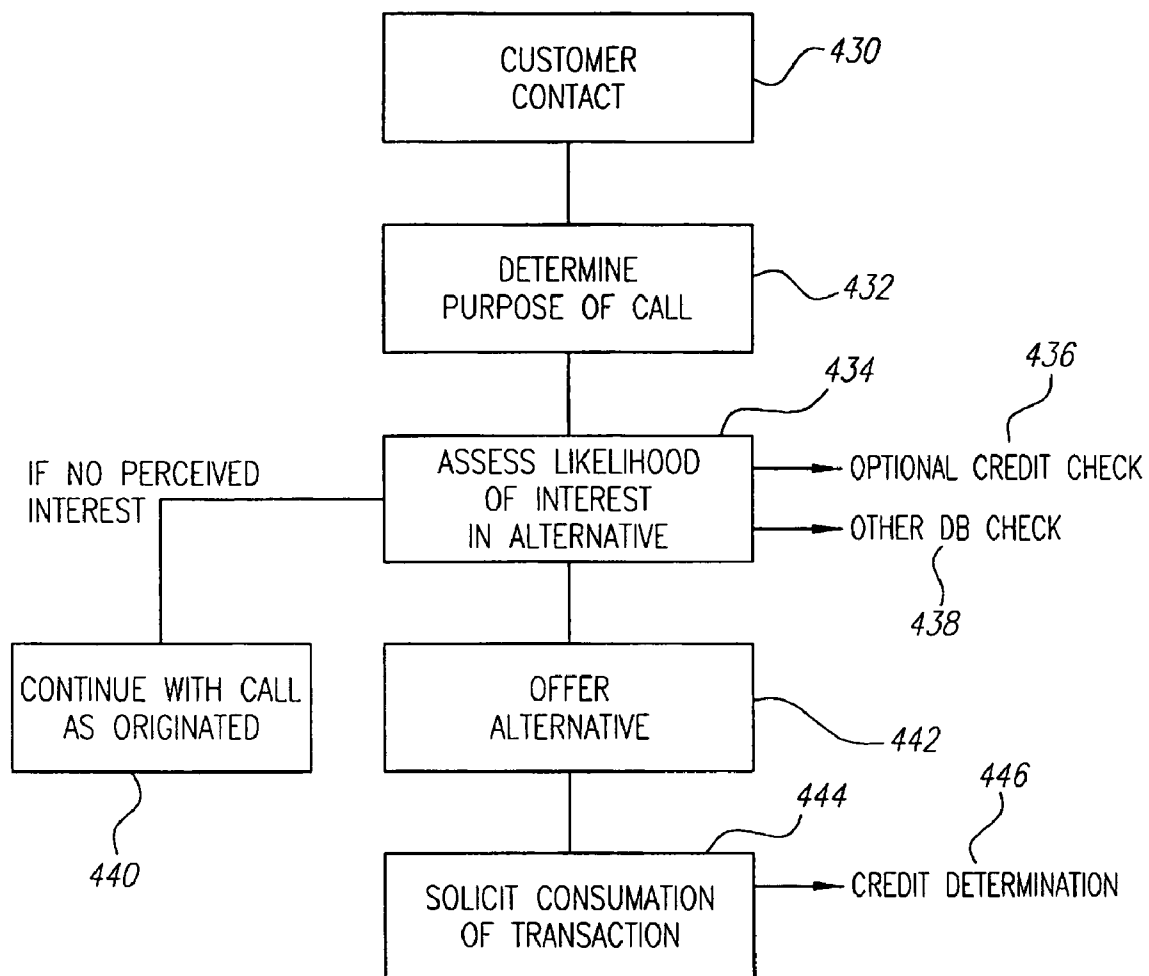 CUSTOMER
CONTACT
430
DETERMINE
PURPOSE OF CALL
432
434
436
IF NO PERCEIVED
INTEREST
ASSESS LIKELIHOOD
OF INTEREST
IN ALTERNATIVE
OPTIONAL CREDIT CHECK
OTHER DB CHECK
438
CONTINUE WITH CALL
AS ORIGINATED
440
OFFER
ALTERNATIVE
442
444
446
SOLICIT CONSUMATION
OF TRANSACTION
CREDIT DETERMINATION